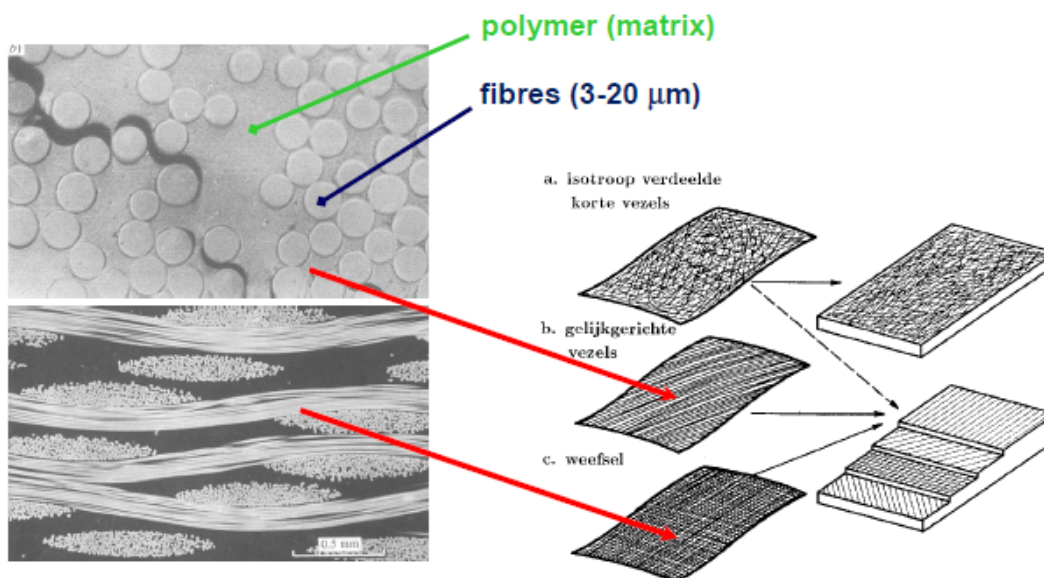 polymer (matrix)
fibres (3-20 μm)
a. isotroop verdeelde
korte vezels
b. gelijkgerichte
vezels
c. weefsel
0.5 mm